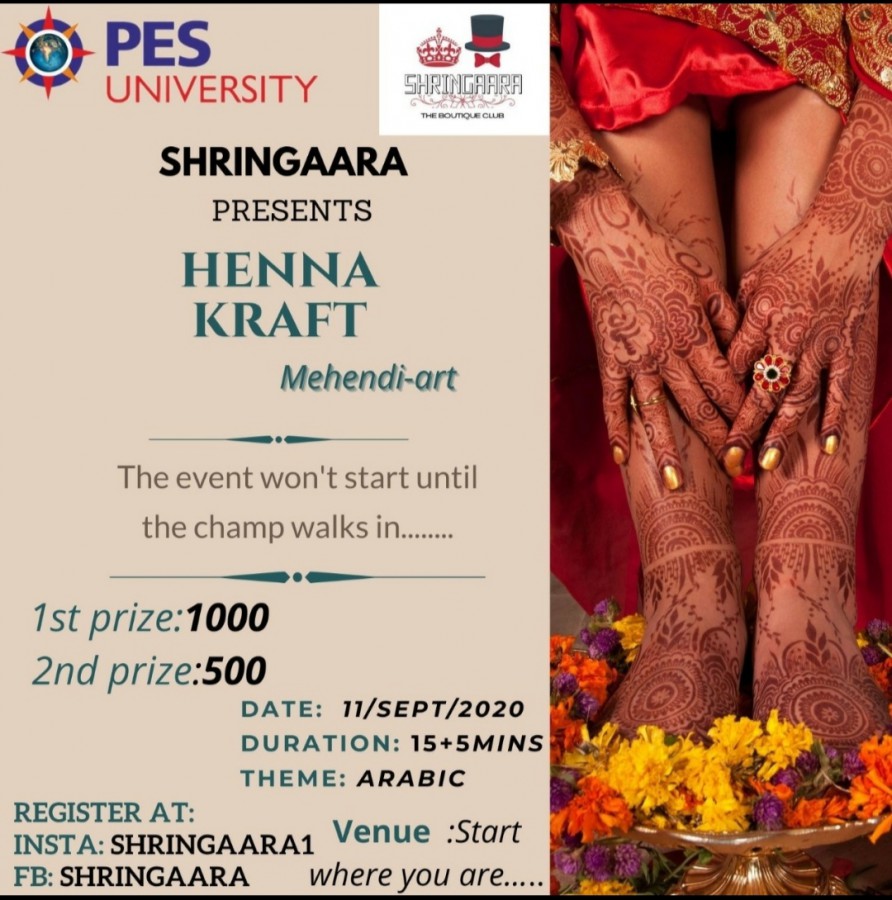 PES
UNIVERSITY
SHRINGAARA
THE BOUTIQUE CLUB
SHRINGAARA
PRESENTS
HENNA
KRAFT
Mehendi-art
The event won't start until
the champ walks in........
1st prize:1000
2nd prize:500
DATE: 11/SEPT/2020
DURATION: 15+5MINS
THEME: ARABIC
REGISTER AT:
INSTA: SHRINGAARA1
FB: SHRINGAARA
Venue :Start
where you are.....